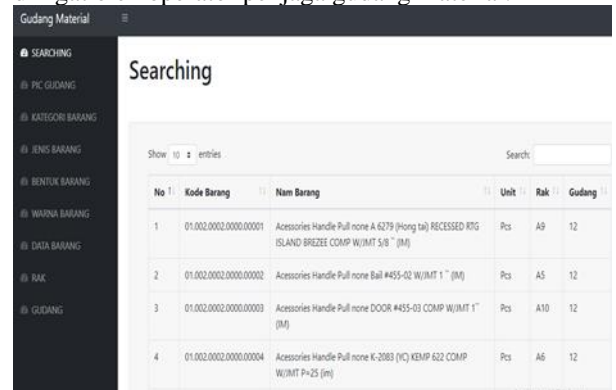 Gudang Material
SEARCHING
PIC GUDANG
KATEGORI BARANG
JENIS BARANG
BENTUK BARANG
WARNA BARANG
DATA BARANG
RAK
GUDANG
Searching
Show 10 entries Search:
No Kode Barang Nam Barang Unit Rak Gudang
1 01.002.0002.0000.00001 Acessories Handle Pull none A 6279 (Hong tai) RECESSED RTG Pcs A9 12
ISLAND BREZEE COMP W/JMT 5/8 " (IM)
2 01.002.0002.0000.00002 Acessories Handle Pull none Bail #455-02 W/JMT 1 " (IM) Pcs A5 12
3 01.002.0002.0000.00003 Acessories Handle Pull none DOOR #455-03 COMP W/JMT 1" Pcs A10 12
(IM)
4 01.002.0002.0000.00004 Acessories Handle Pull none K-2083 (YC) KEMP 622 COMP Pcs A6 12
W/JMT P=25 (im)